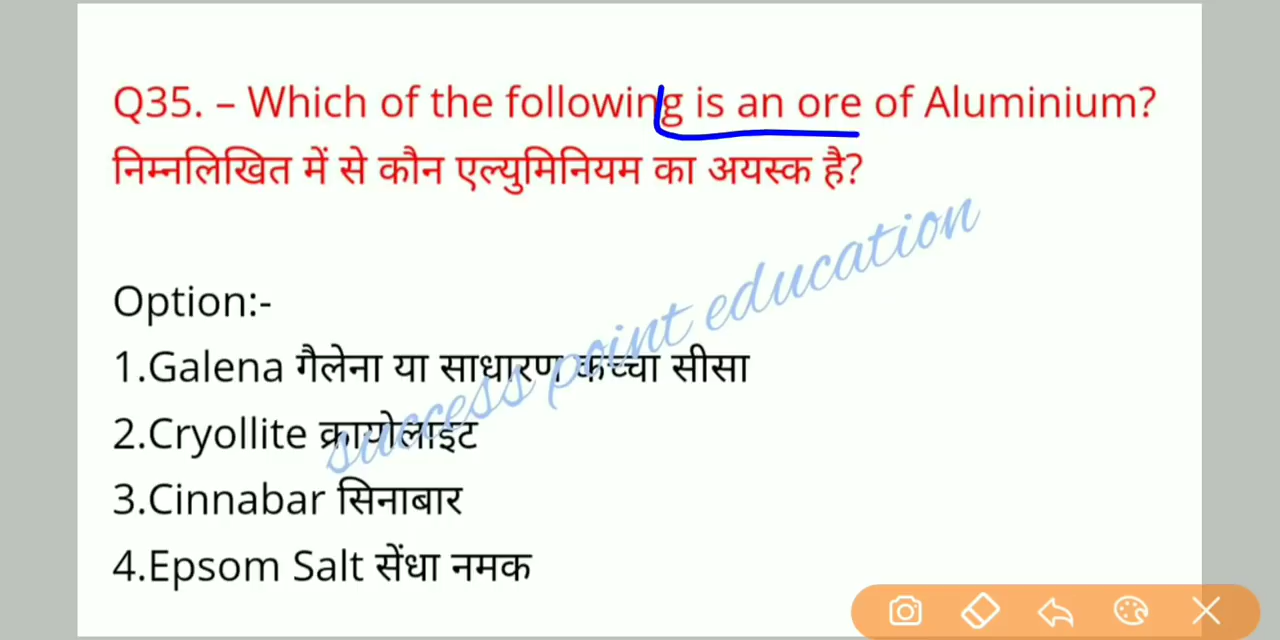 Q35. – Which of the following is an ore of Aluminium?
निम्नलिखित में से कौन एल्युमिनियम का अयस्क है?
Option:-
1.Galena गैलेना या साधारण कच्चा सीसा
2.Cryollite क्रायोलाइट
3.Cinnabar सिनाबार
4.Epsom Salt सेंधा नमक
success point education